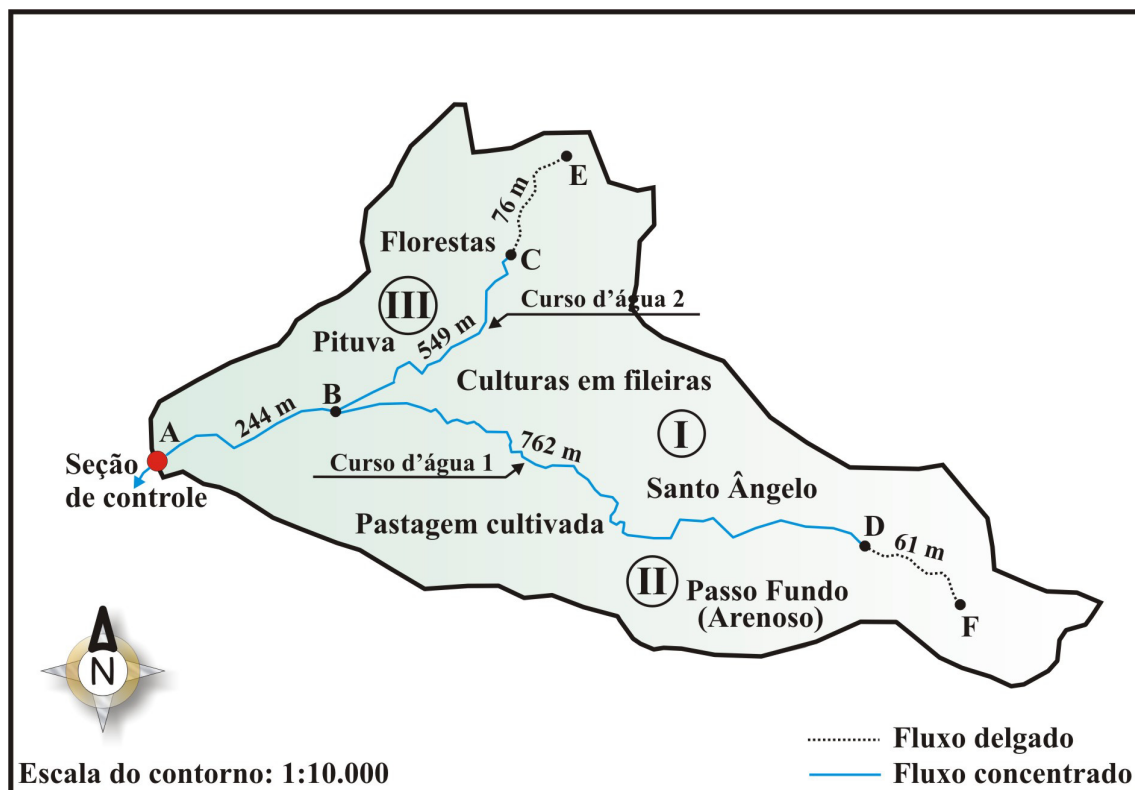 E
76 m
Florestas
C
III
Curso d'água 2
Pituva
549 m
Culturas em fileiras
B
244 m
A
I
762 m
Seção
de controle
Curso d'água 1
Santo Ângelo
Pastagem cultivada
D
61 m
II
Passo Fundo
(Arenoso)
F
N
Fluxo delgado
Escala do contorno: 1:10.000
Fluxo concentrado